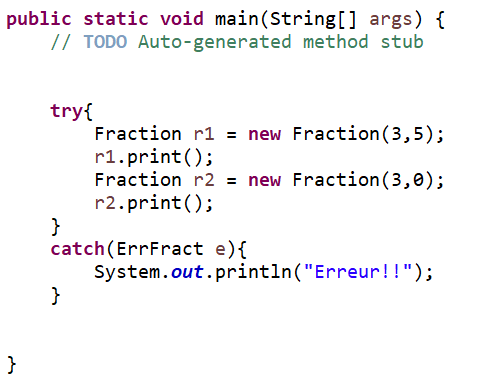 public static void main(String[] args) {
// TODO Auto-generated method stub
try{
Fraction r1 = new Fraction(3,5);
r1.print();
Fraction r2 = new Fraction(3,0);
r2.print();
}
catch(ErrFract e){
System.out.println("Erreur!!");
}
}